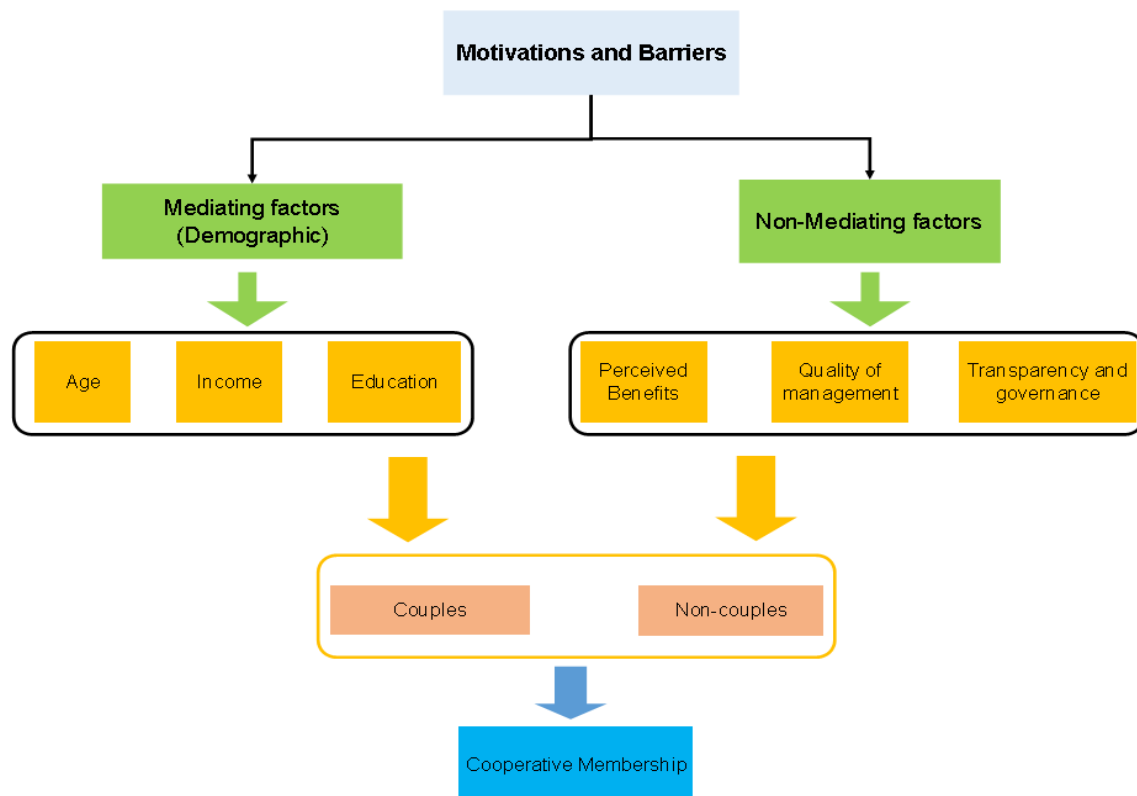 Motivations and Barriers
Mediating factors
(Demographic)
Non-Mediating factors
Age
Income
Education
Perceived
Benefits
Quality of
management
Transparency and
governance
Couples
Non-couples
Cooperative Membership